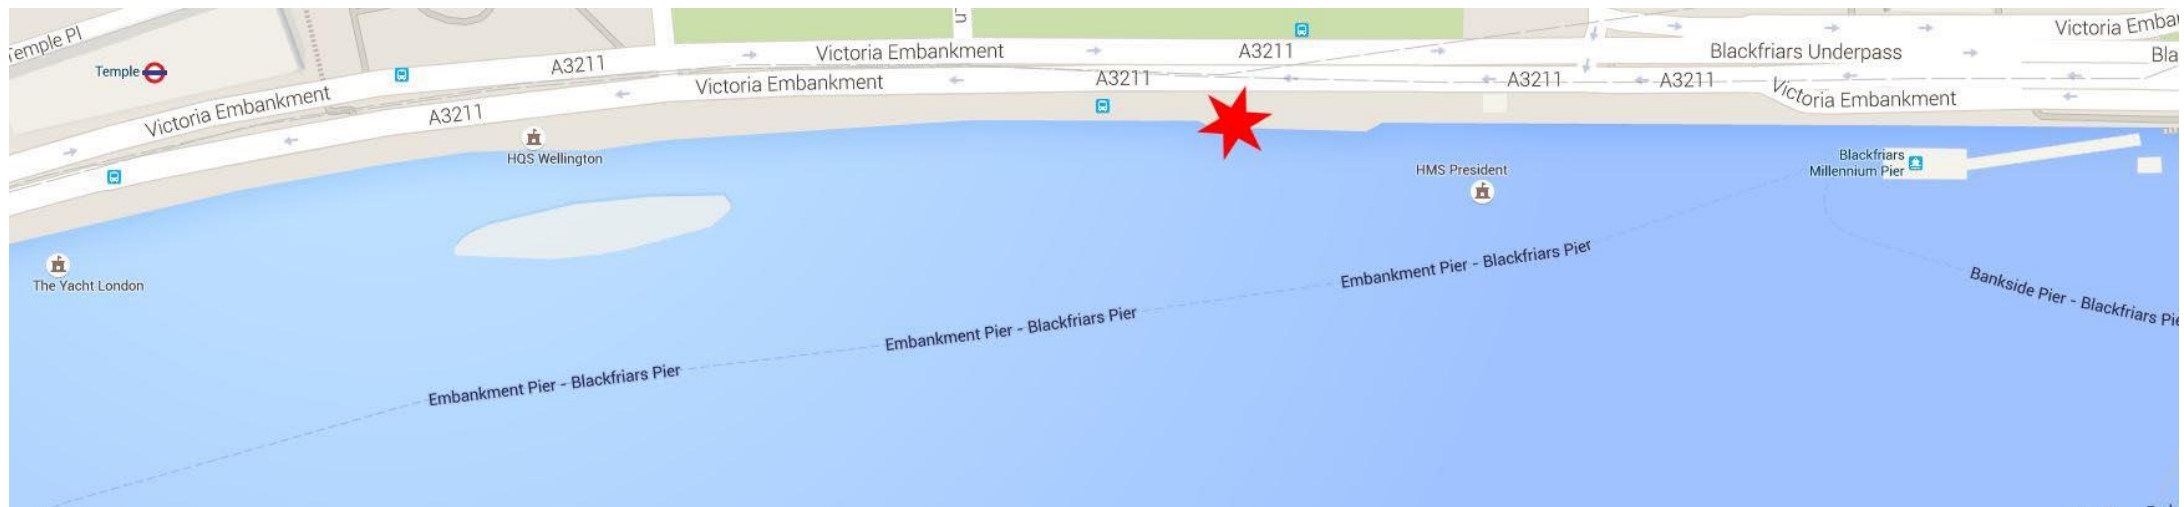 Temple Pl
Temple
Victoria Embankment
A3211
Victoria Embankment
A3211
Victoria Emba
Blackfriars Underpass
Bla
A3211
Victoria Embankment
A3211
A3211
A3211
Victoria Embankment
HQS Wellington
HMS President
Blackfriars
Millennium Pier
The Yacht London
Embankment Pier - Blackfriars Pier
Embankment Pier - Blackfriars Pier
Embankment Pier - Blackfriars Pier
Bankside Pier - Blackfriars Pie